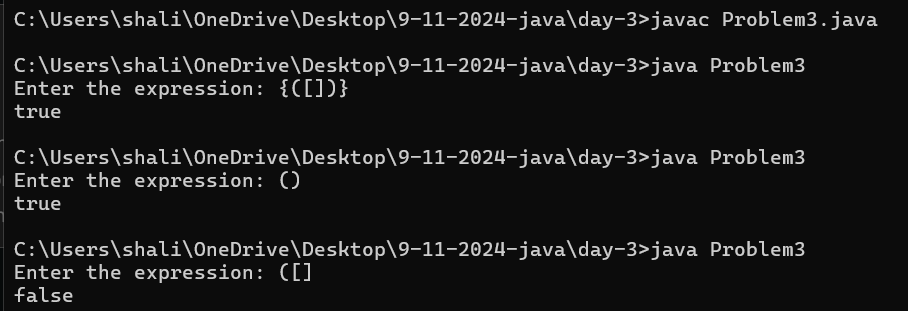 C:\Users\shali\OneDrive\Desktop\9-11-2024-java\day-3>javac Problem3.java
C:\Users\shali\OneDrive\Desktop\9-11-2024-java\day-3>java Problem3
Enter the expression: {([])}
true
C:\Users\shali\OneDrive\Desktop\9-11-2024-java\day-3>java Problem3
Enter the expression: ()
true
C:\Users\shali\OneDrive\Desktop\9-11-2024-java\day-3>java Problem3
Enter the expression: ([]
false